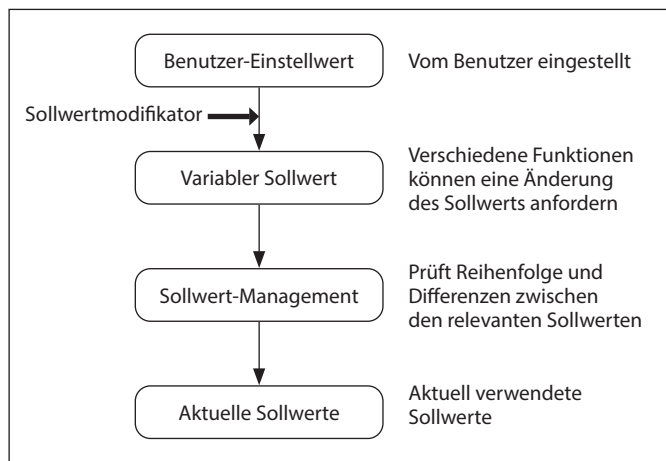 Benutzer-Einstellwert
Vom Benutzer eingestellt
Sollwertmodifikator
Variabler Sollwert
Verschiedene Funktionen
können eine Änderung
des Sollwerts anfordern
Sollwert-Management
Prüft Reihenfolge und
Differenzen zwischen
den relevanten Sollwerten
Aktuelle Sollwerte
Aktuell verwendete
Sollwerte